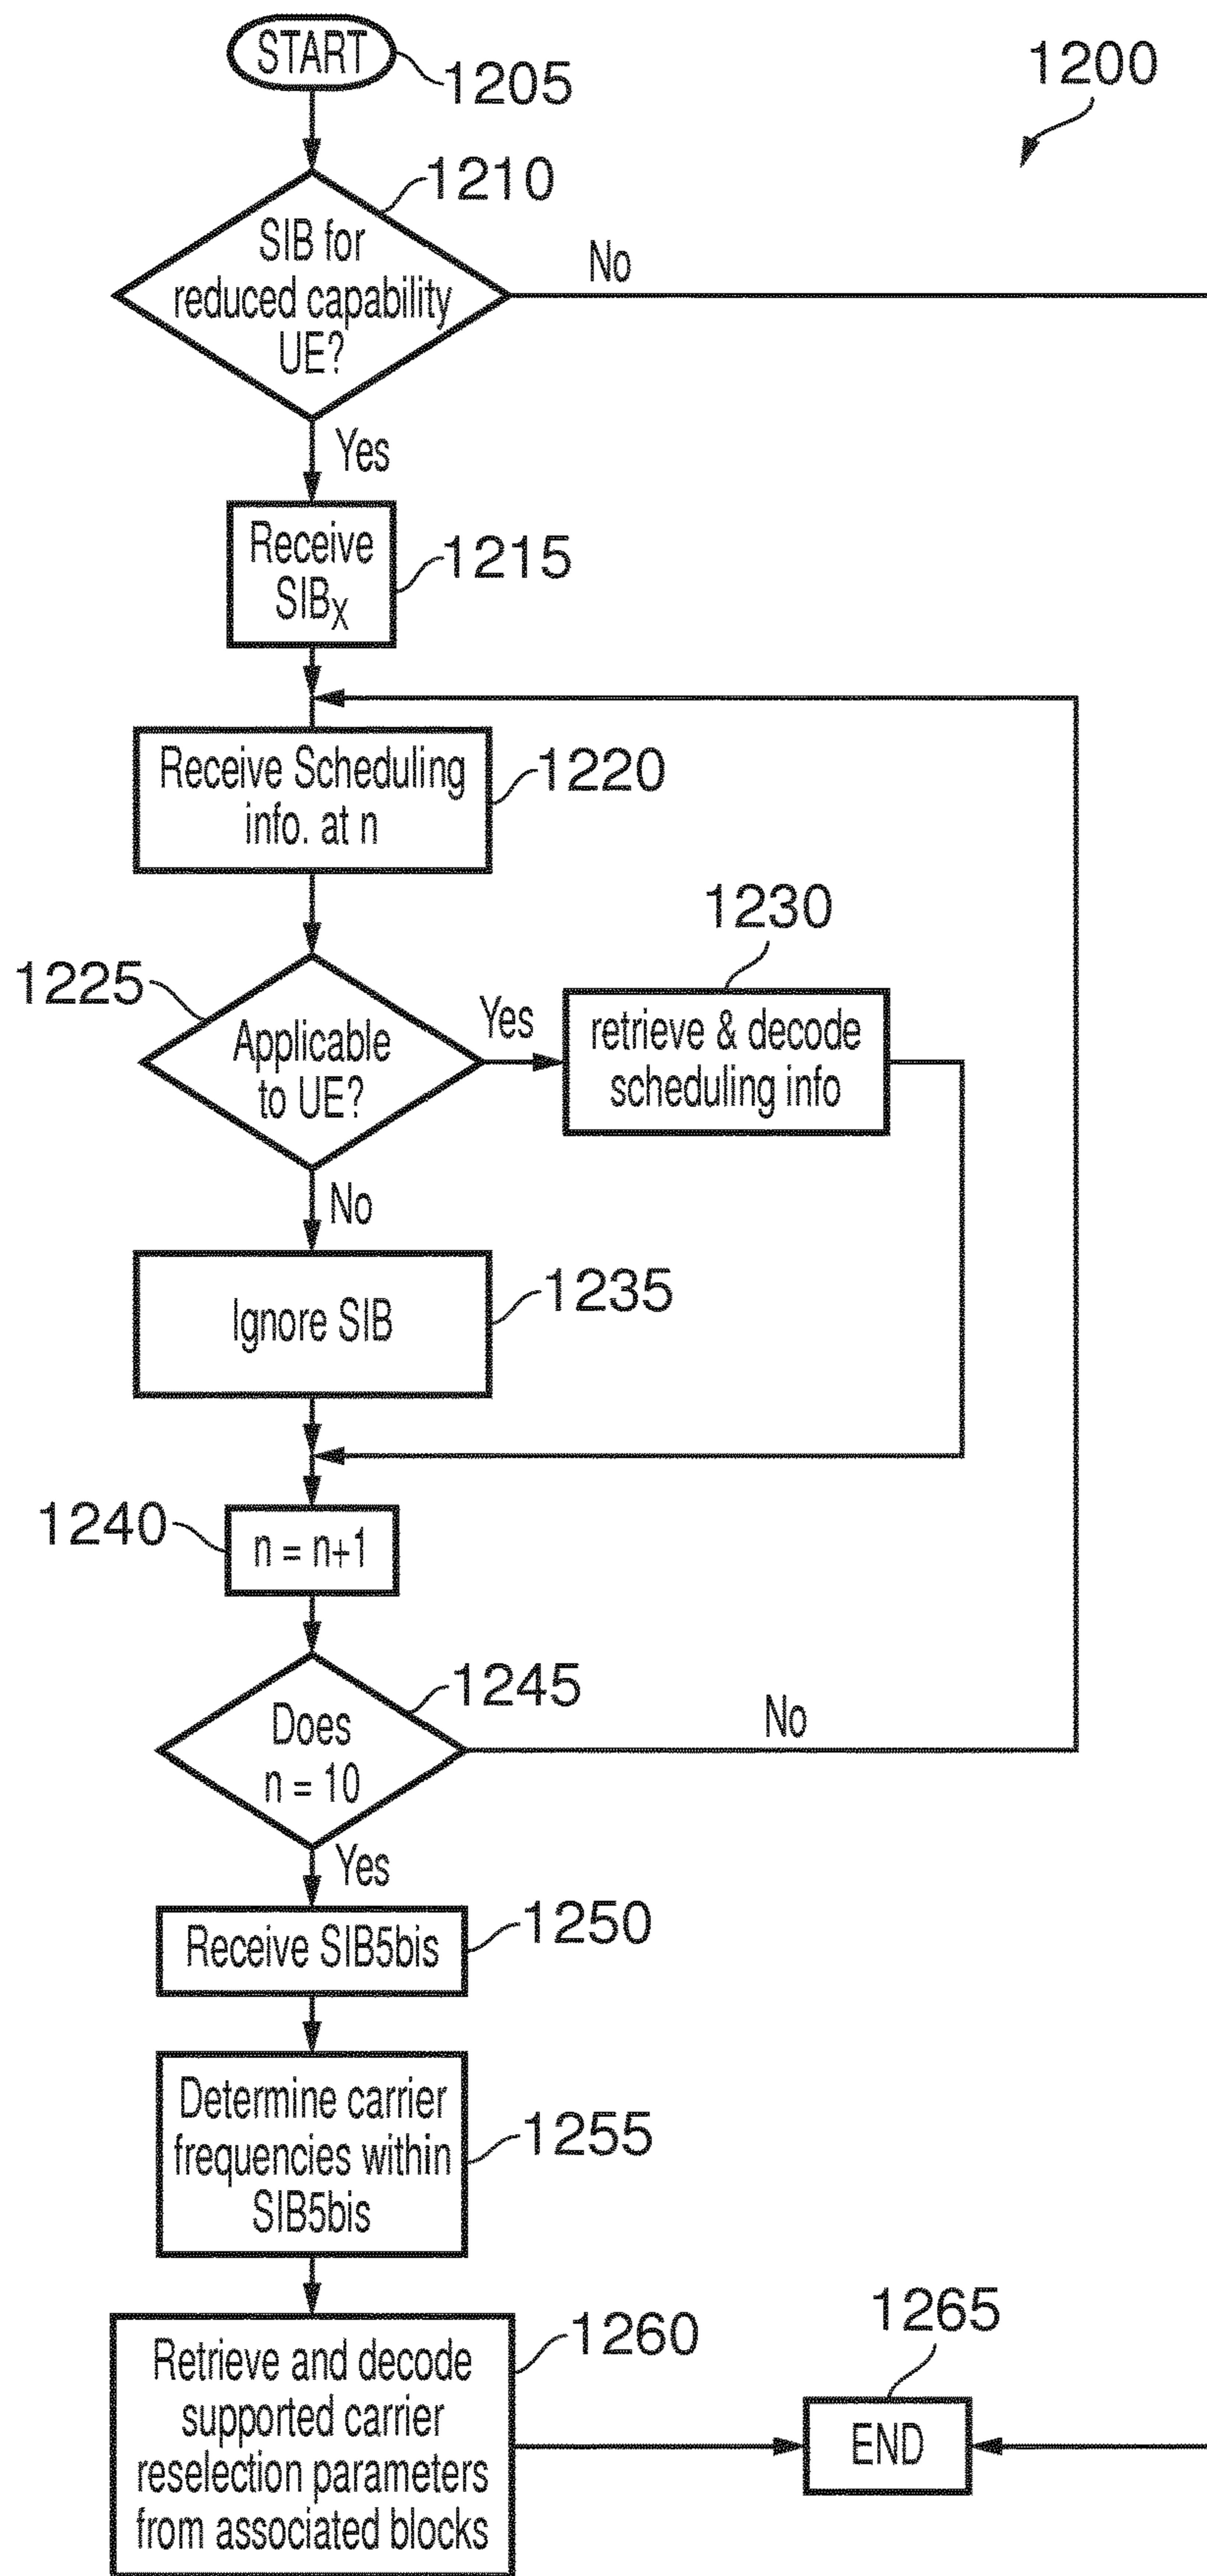 START
1205
1200
1210
SIB for
reduced capability
UE?
No
Yes
Receive
SIBX
1215
Receive Scheduling
info. at n
1220
1225
Applicable
to UE?
Yes
1230
retrieve & decode
scheduling info
No
Ignore SIB
1235
1240
n = n+1
Does
n = 10
1245
No
Yes
Receive SIB5bis
1250
Determine carrier
frequencies within
SIB5bis
1255
Retrieve and decode
supported carrier
reselection parameters
from associated blocks
1260
1265
END